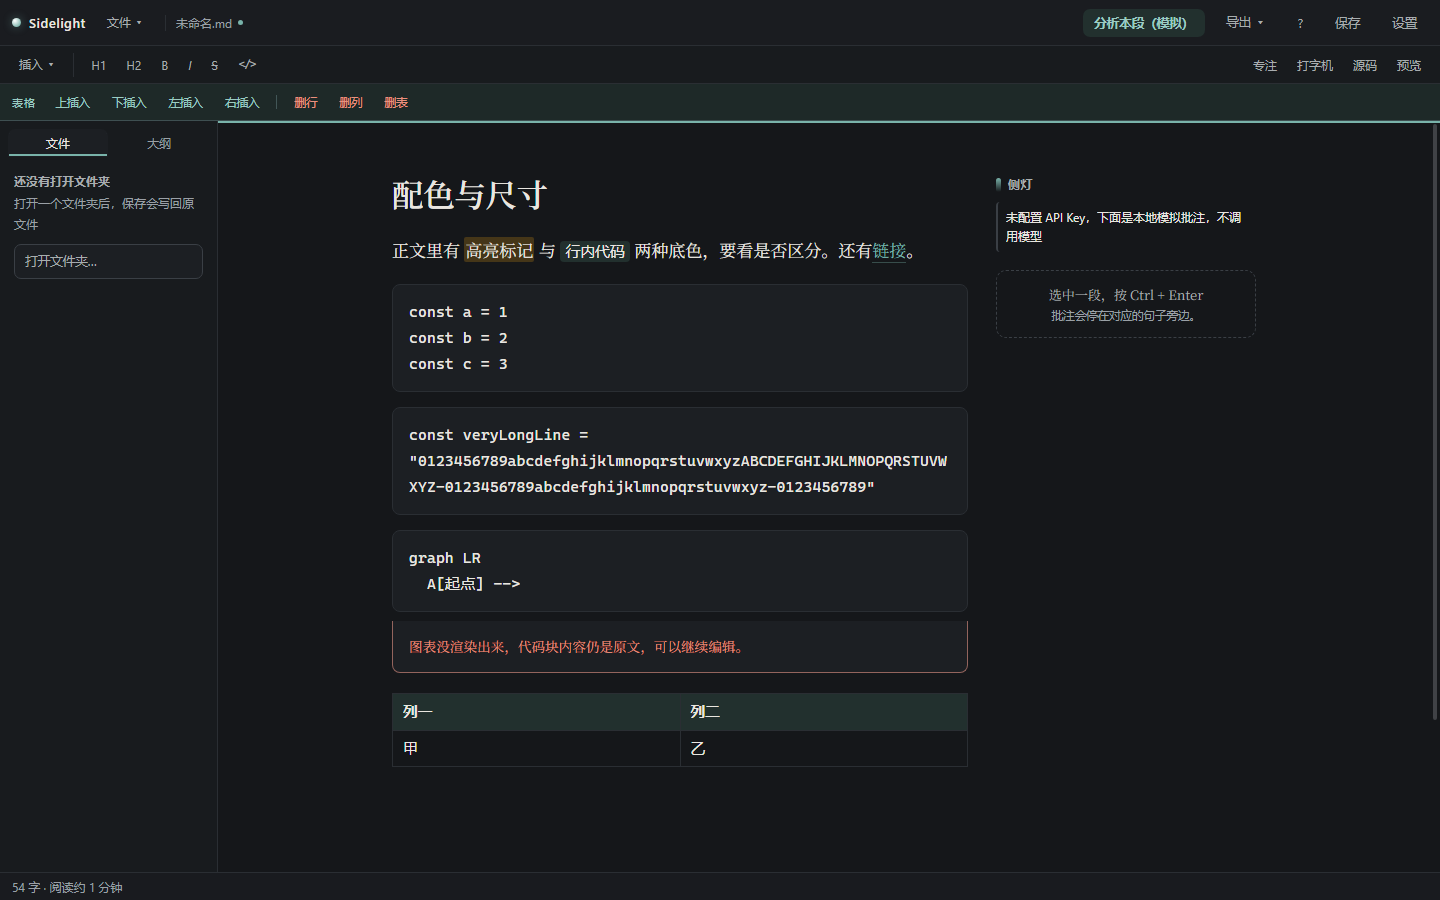 Sidelight 文件 未命名.md 分析本段（模拟） 导出 ? 保存 设置
插入 H1 H2 B I S </> 专注 打字机 源码 预览
表格 上插入 下插入 左插入 右插入 删行 删列 删表
文件 大纲
还没有打开文件夹
打开一个文件夹后，保存会写回原
文件
打开文件夹...
配色与尺寸
正文里有 高亮标记 与 行内代码 两种底色，要看是否区分。还有链接。
const a = 1
const b = 2
const c = 3
const veryLongLine =
"0123456789abcdefghijklmnopqrstuvwxyzABCDEFGHIJKLMNOPQRSTUVW
XYZ-0123456789abcdefghijklmnopqrstuvwxyz-0123456789"
graph LR
A[起点] -->
图表没渲染出来，代码块内容仍是原文，可以继续编辑。
列一 列二
甲 乙
侧灯
未配置 API Key，下面是本地模拟批注，不调
用模型
选中一段，按 Ctrl + Enter
批注会停在对应的句子旁边。
54 字 · 阅读约 1 分钟